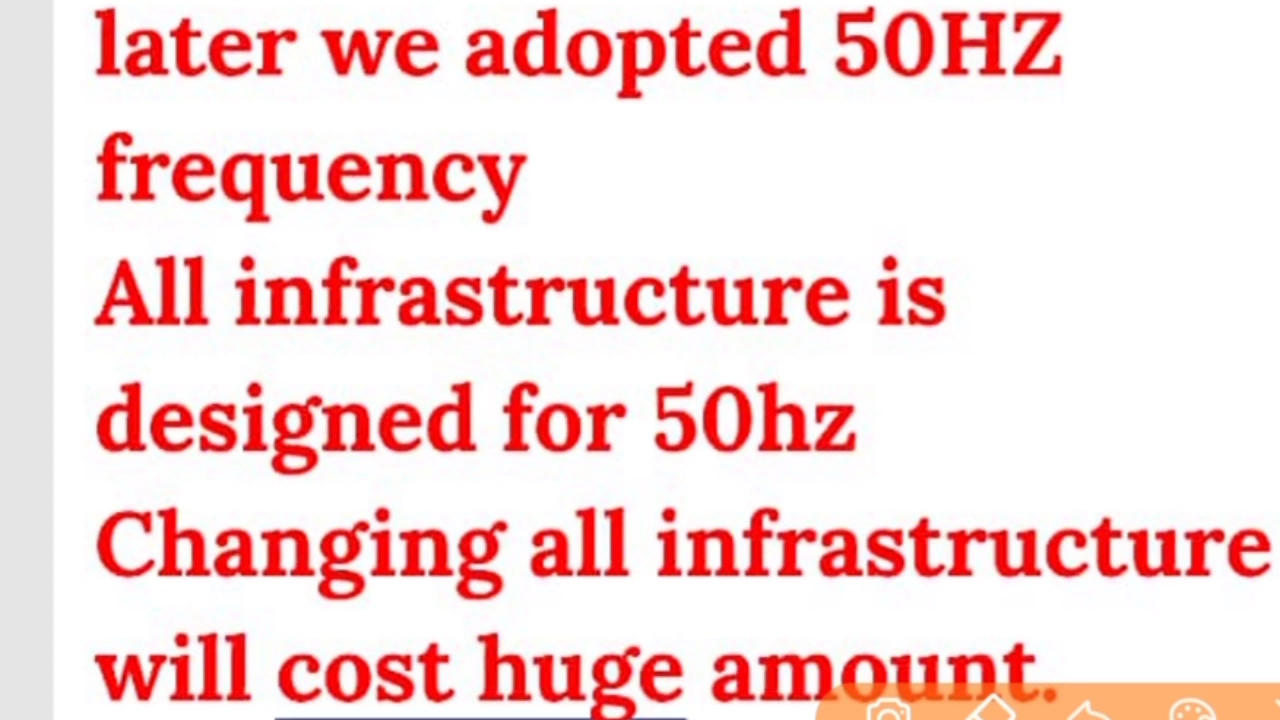 later we adopted 50HZ
frequency
All infrastructure is
designed for 50hz
Changing all infrastructure
will cost huge amount.